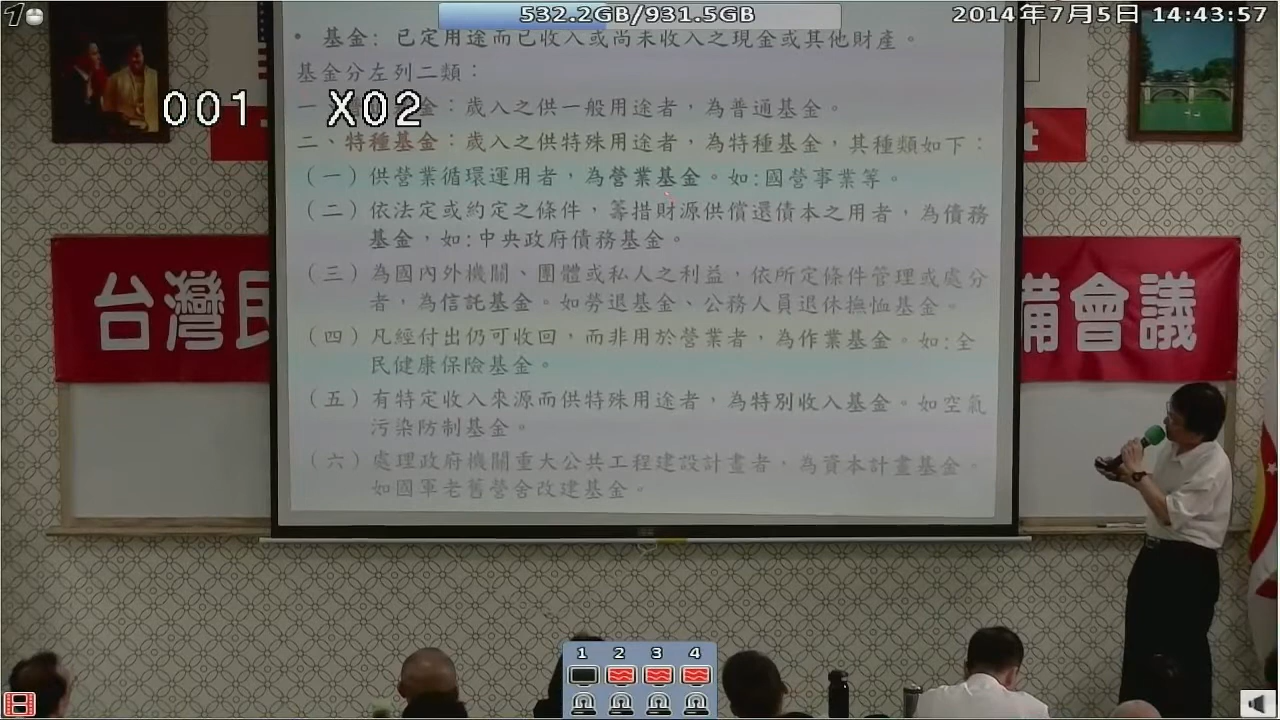 532.2GB/931.5GB
2014年7月5日 14:43:57
001 X02
• 基金: 已定用途而已收入或尚未收入之現金或其他財產。
基金分左列二類:
一 金:歲入之供一般用途者,為普通基金。
二、特種基金:歲入之供特殊用途者,為特種基金,其種類如下:
(一)供營業循環運用者,為營業基金。如:國營事業等。
(二)依法定或約定之條件,籌措財源供償還債本之用者,為債務
基金,如:中央政府債務基金。
(三)為國內外機關、團體或私人之利益,依所定條件管理或處分
者,為信託基金。如勞退基金、公務人員退休撫恤基金。
(四)凡經付出仍可收回,而非用於營業者,為作業基金。如:全
民健康保險基金。
(五)有特定收入來源而供特殊用途者,為特別收入基金。如空氣
污染防制基金。
(六)處理政府機關重大公共工程建設計畫者,為資本計畫基金。
如國軍老舊營舍改建基金。
t
台灣民
備會議
1 2 3 4